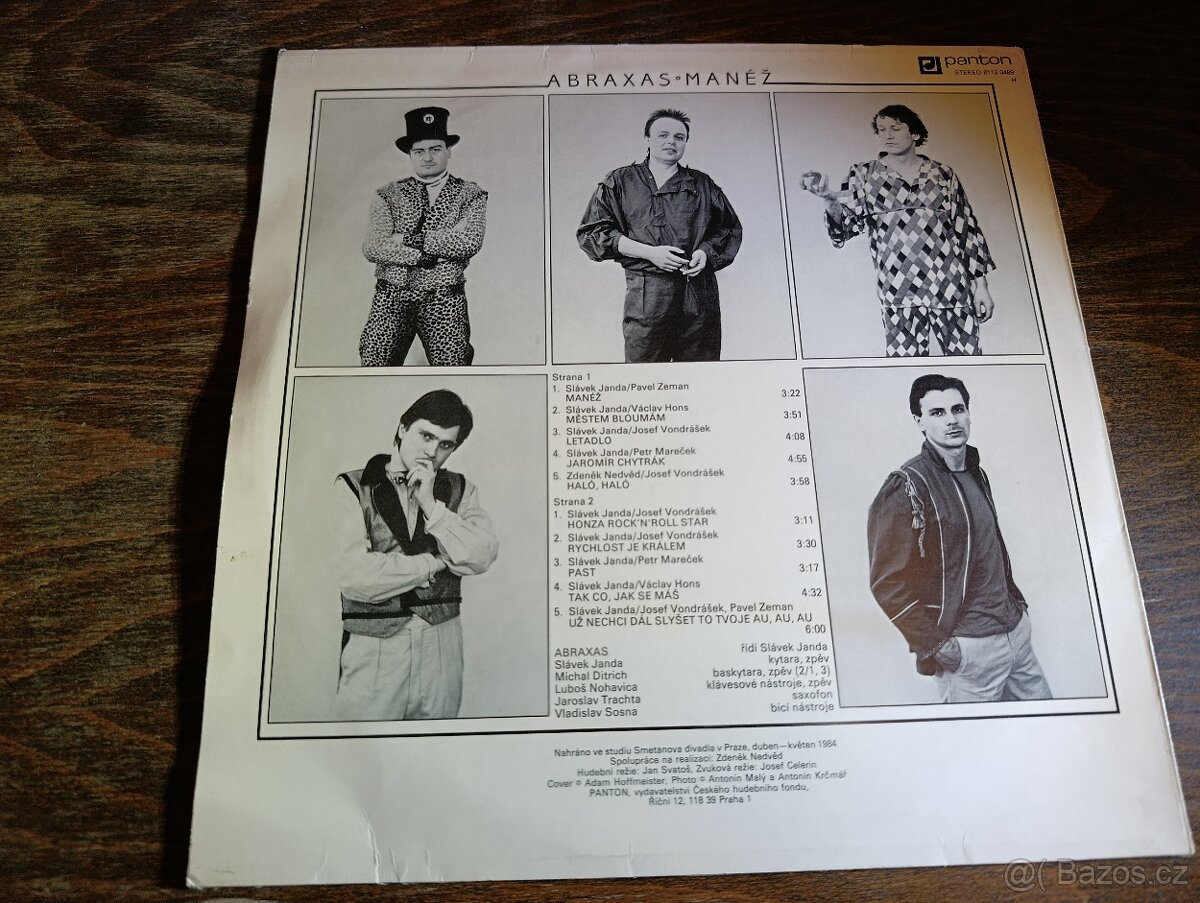 ABRAXAS•MANÉŽ
panton
STEREO 8113 0489
H
Strana 1
1. Slávek Janda/Pavel Zeman
MANÉŽ 3:22
2. Slávek Janda/Václav Hons
MĚSTEM BLOUMÁM 3:51
3. Slávek Janda/Josef Vondrášek
LETADLO 4:08
4. Slávek Janda/Petr Mareček
JAROMÍR CHYTRÁK 4:55
5. Zdeněk Nedvěd/Josef Vondrášek
HALÓ, HALÓ 3:58
Strana 2
1. Slávek Janda/Josef Vondrášek
HONZA ROCK'N'ROLL STAR 3:11
2. Slávek Janda/Josef Vondrášek
RYCHLOST JE KRÁLEM 3:30
3. Slávek Janda/Petr Mareček
PAST 3:17
4. Slávek Janda/Václav Hons
TAK CO, JAK SE MÁŠ 4:32
5. Slávek Janda/Josef Vondrášek, Pavel Zeman
UŽ NECHCI DÁL SLYŠET TO TVOJE AU, AU, AU
6:00
ABRAXAS řídí Slávek Janda
Slávek Janda kytara, zpěv
Michal Ditrich baskytara, zpěv (2/1, 3)
Luboš Nohavica klávesové nástroje, zpěv
Jaroslav Trachta saxofon
Vladislav Sosna bicí nástroje
Nahráno ve studiu Smetanova divadla v Praze, duben—květen 1984
Spolupráce na realizaci: Zdeněk Nedvěd
Hudební režie: Jan Svatoš, Zvuková režie: Josef Celerin
Cover © Adam Hoffmeister, Photo © Antonín Malý a Antonín Krčmář
PANTON, vydavatelství Českého hudebního fondu,
Říční 12, 118 39 Praha 1
@( Bazos.cz